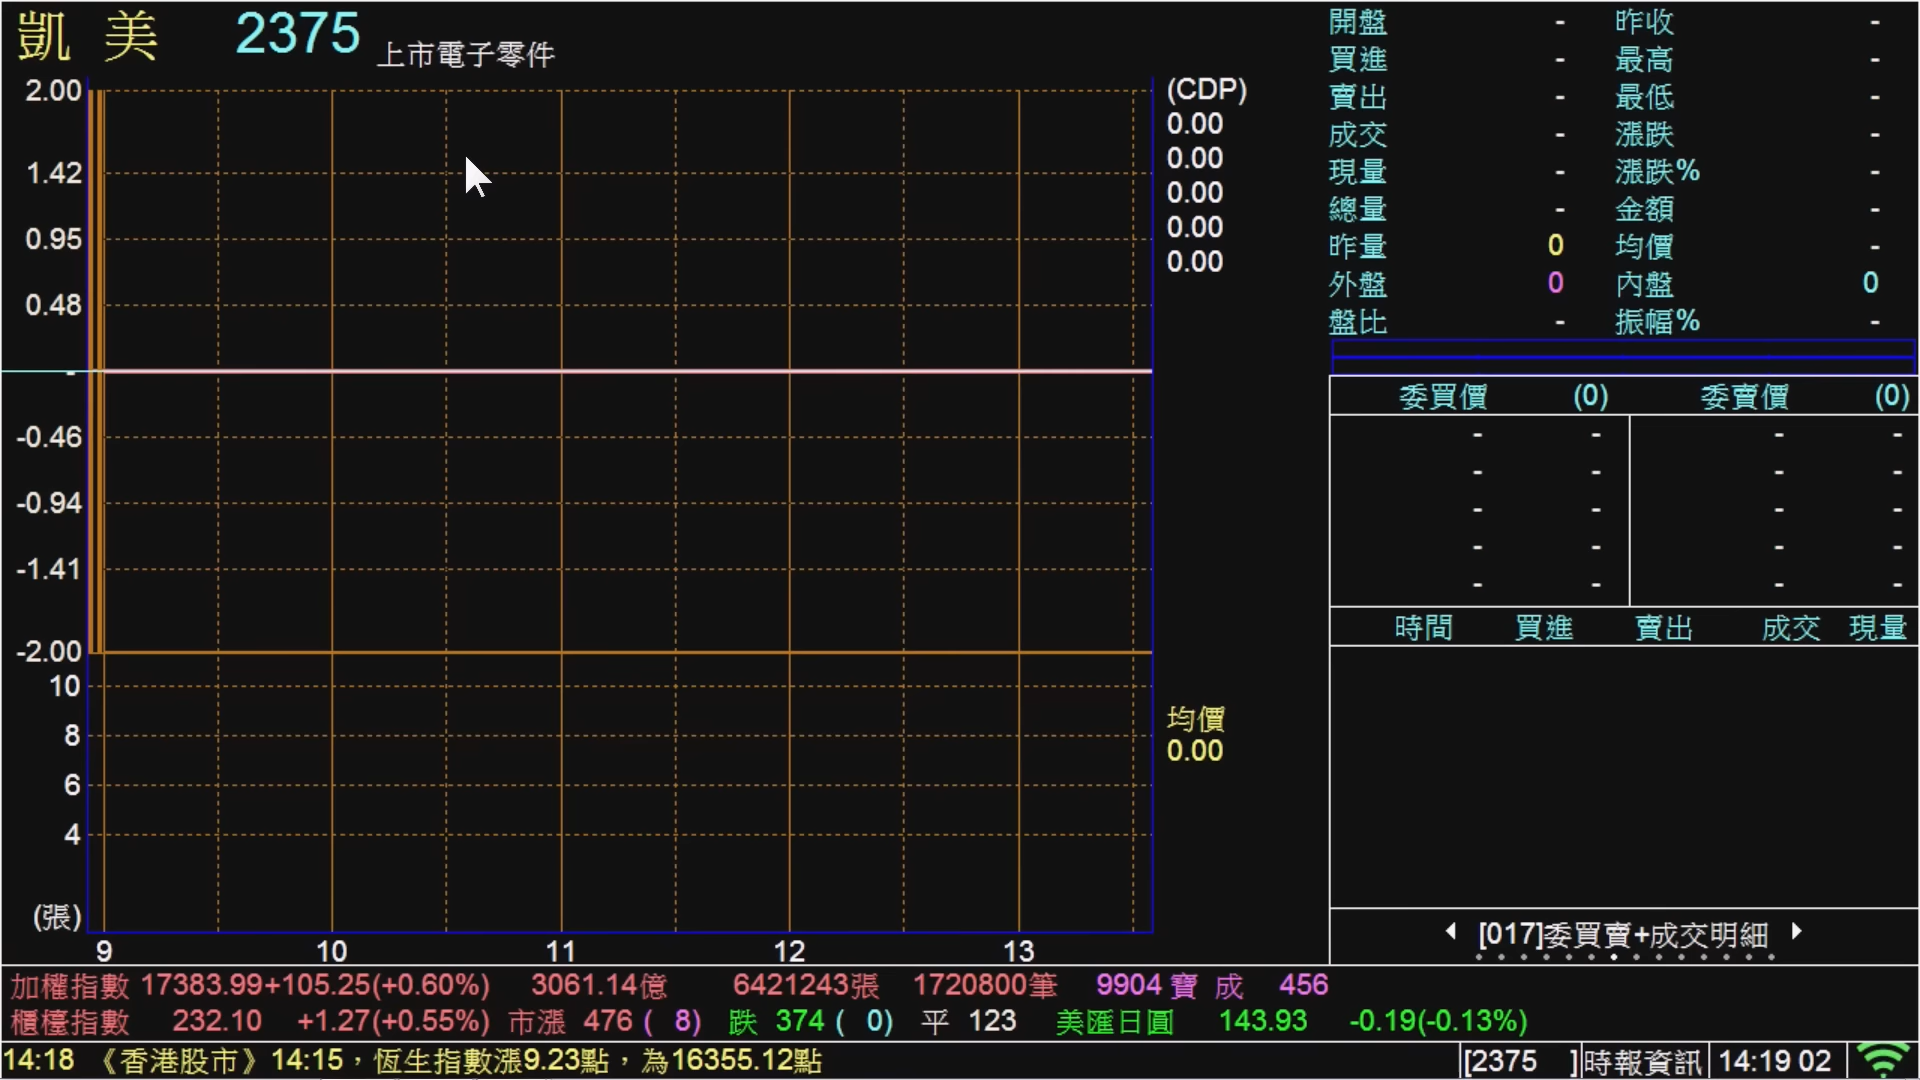 凱 美 2375 上市電子零件
2.00
1.42
0.95
0.48
-
-0.46
-0.94
-1.41
-2.00
10
8
6
4
(張)
9 10 11 12 13
(CDP)
0.00
0.00
0.00
0.00
0.00
均價
0.00
開盤 - 昨收 -
買進 - 最高 -
賣出 - 最低 -
成交 - 漲跌 -
現量 - 漲跌% -
總量 - 金額 -
昨量 0 均價 -
外盤 0 內盤 0
盤比 - 振幅% -
委買價 (0) 委賣價 (0)
- - - -
- - - -
- - - -
- - - -
- - - -
時間 買進 賣出 成交 現量
[017]委買賣+成交明細
加權指數 17383.99+105.25(+0.60%) 3061.14億 6421243張 1720800筆 9904 寶 成 456
櫃檯指數 232.10 +1.27(+0.55%) 市漲 476 ( 8) 跌 374 ( 0) 平 123 美匯日圓 143.93 -0.19(-0.13%)
14:18 《香港股市》14:15，恆生指數漲9.23點，為16355.12點 [2375 ]時報資訊 14:19 02